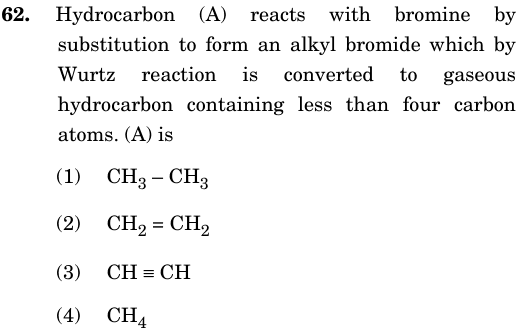 62. Hydrocarbon (A) reacts with bromine by
substitution to form an alkyl bromide which by
Wurtz reaction is converted to gaseous
hydrocarbon containing less than four carbon
atoms. (A) is
(1) CH₃ – CH₃
(2) CH₂ = CH₂
(3) CH ≡ CH
(4) CH₄